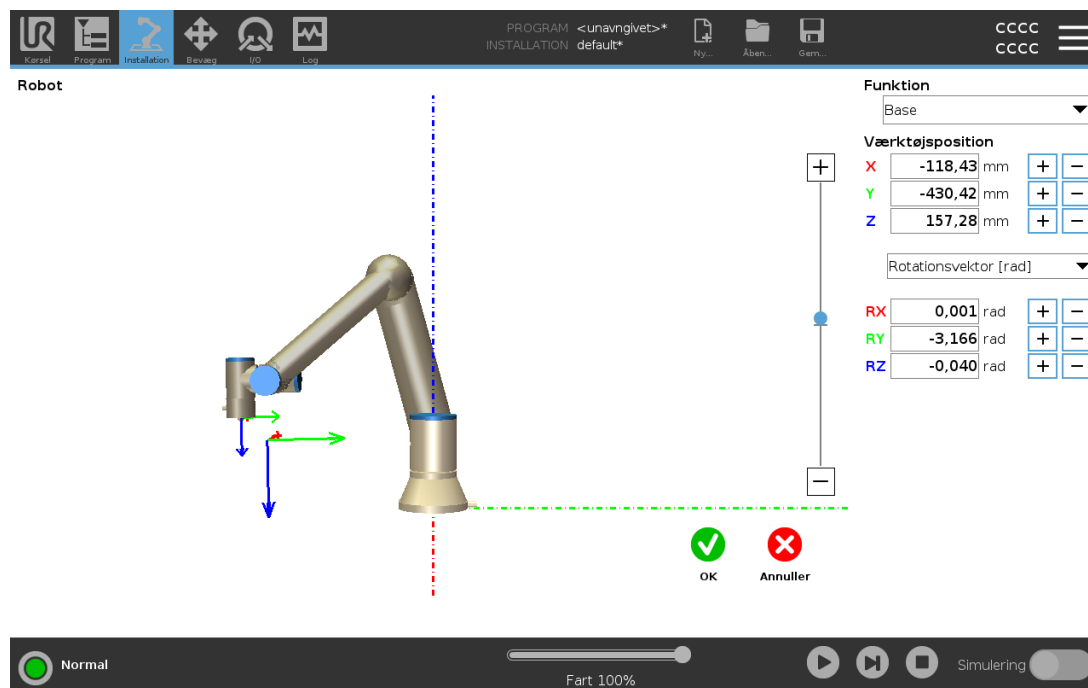 PROGRAM <unavngivet>*
INSTALLATION default*
Kørsel Program Installation Bevæg I/O Log
Ny... Åben... Gem...
CCCC
CCCC
Robot
Funktion
Base
Værktøjsposition
X -118,43 mm + −
Y -430,42 mm + −
Z 157,28 mm + −
Rotationsvektor [rad]
RX 0,001 rad + −
RY -3,166 rad + −
RZ -0,040 rad + −
OK Annuller
Normal
Fart 100%
Simulering